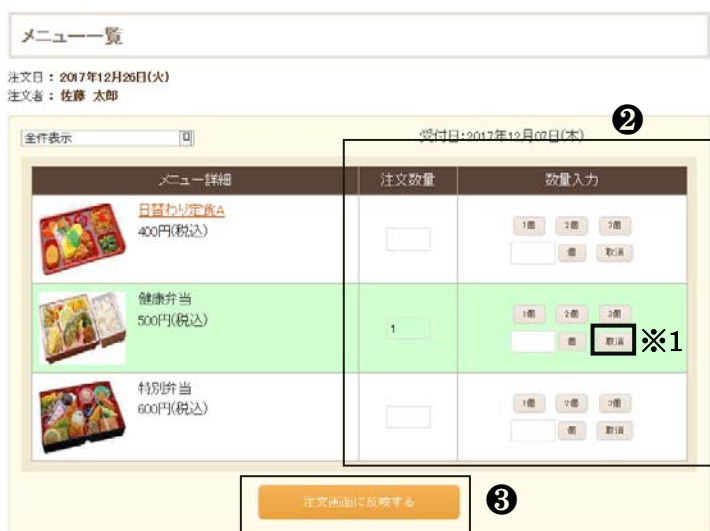 メニュー一覧
注文日：2017年12月26日(火)
注文者：佐藤 太郎
❷
全件表示 受付日:2017年12月07日(木)
メニュー詳細 注文数量 数量入力
日替わり定食A
400円(税込)
1個 2個 3個
個 取消
健康弁当
500円(税込)
1
1個 2個 3個
個 取消 ※1
特別弁当
600円(税込)
1個 2個 3個
個 取消
注文画面に反映する ❸